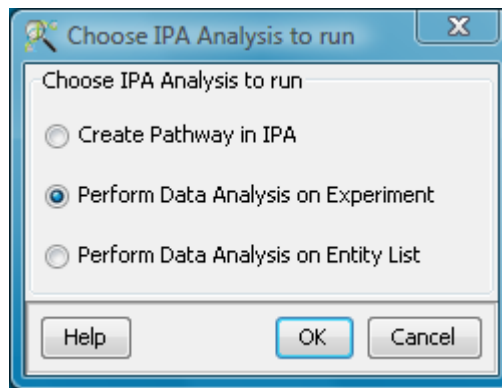 Choose IPA Analysis to run
Choose IPA Analysis to run
Create Pathway in IPA
Perform Data Analysis on Experiment
Perform Data Analysis on Entity List
Help OK Cancel